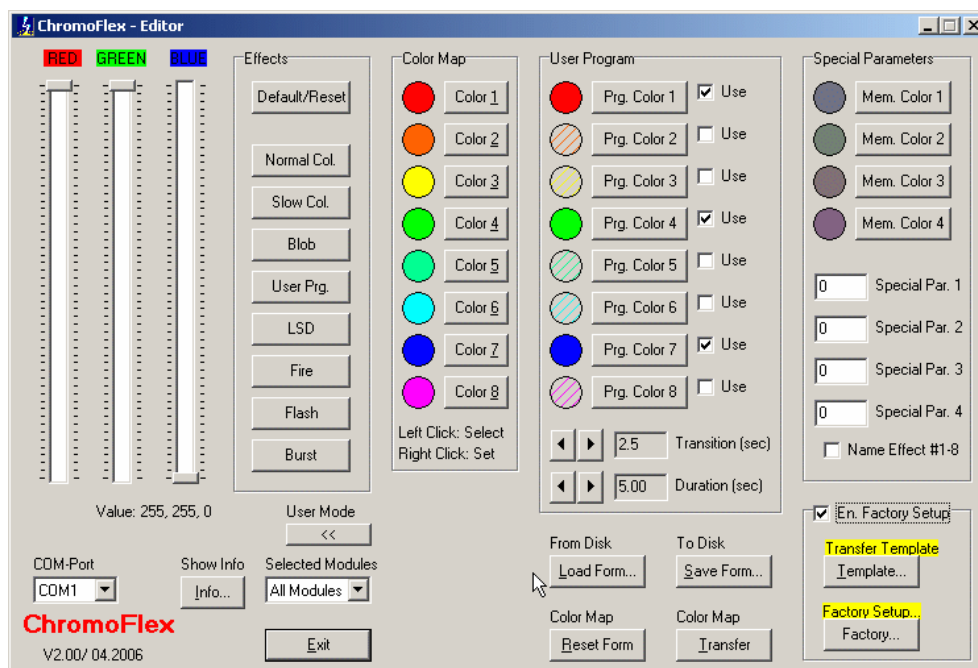 ChromoFlex - Editor
RED GREEN BLUE
Value: 255, 255, 0
COM-Port
COM1
Show Info
Info...
Selected Modules
All Modules
User Mode
<<
ChromoFlex
V2.00/ 04.2006
Exit
Effects
Default/Reset
Normal Col.
Slow Col.
Blob
User Prg.
LSD
Fire
Flash
Burst
Color Map
Color 1
Color 2
Color 3
Color 4
Color 5
Color 6
Color 7
Color 8
Left Click: Select
Right Click: Set
User Program
Prg. Color 1 Use
Prg. Color 2 Use
Prg. Color 3 Use
Prg. Color 4 Use
Prg. Color 5 Use
Prg. Color 6 Use
Prg. Color 7 Use
Prg. Color 8 Use
2.5 Transition (sec)
5.00 Duration (sec)
From Disk
Load Form...
To Disk
Save Form...
Color Map
Reset Form
Color Map
Transfer
Special Parameters
Mem. Color 1
Mem. Color 2
Mem. Color 3
Mem. Color 4
0 Special Par. 1
0 Special Par. 2
0 Special Par. 3
0 Special Par. 4
Name Effect #1-8
En. Factory Setup
Transfer Template
Template...
Factory Setup...
Factory...